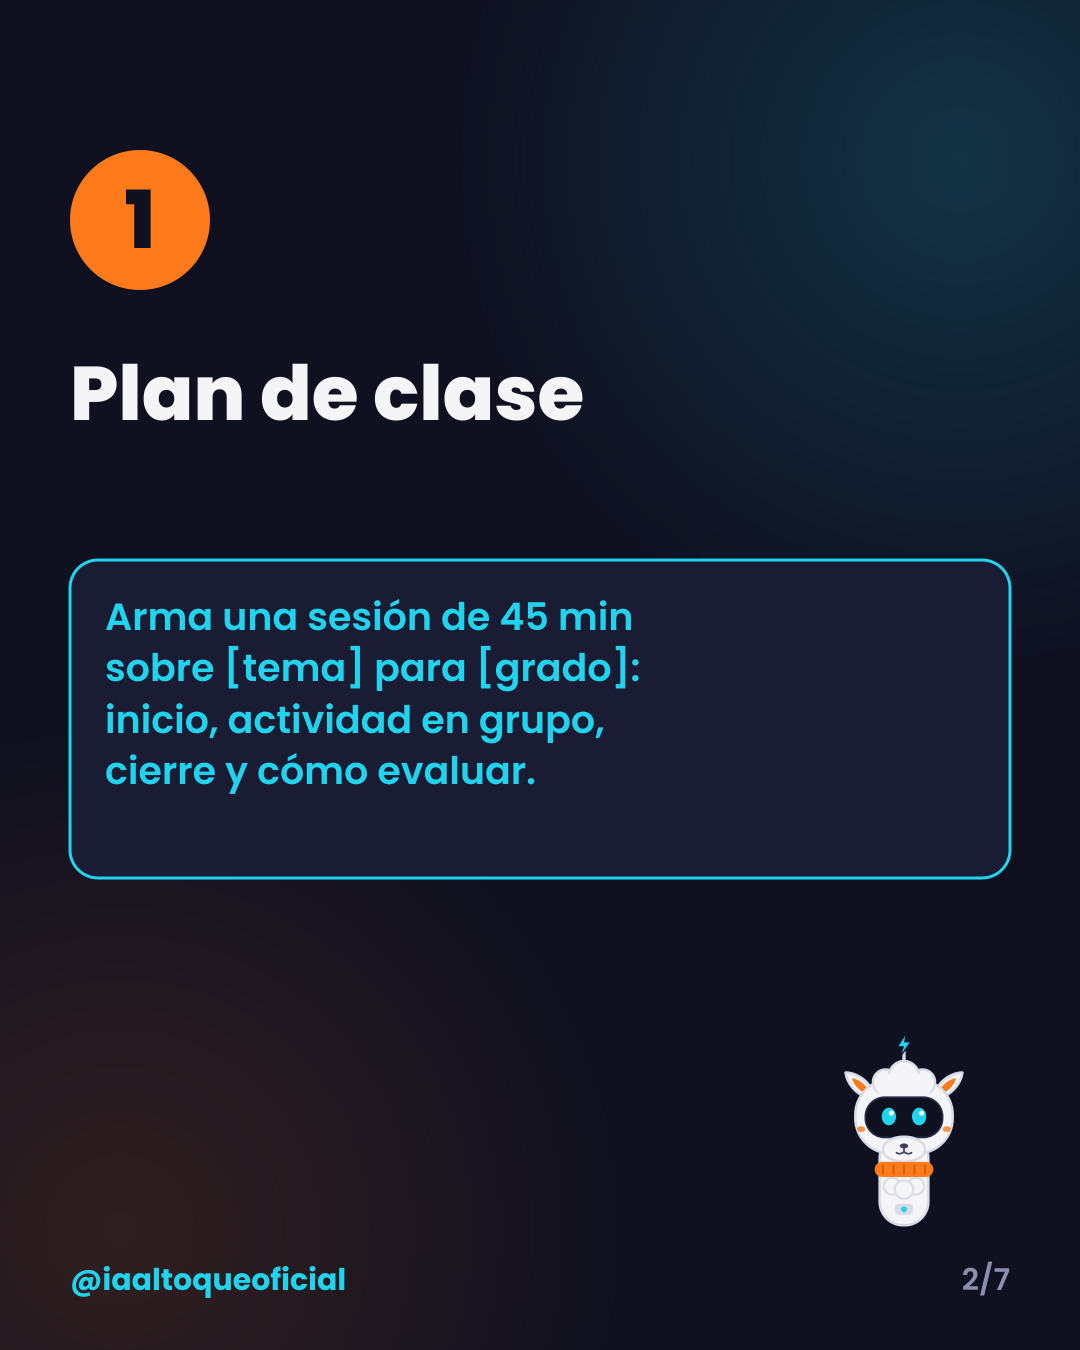 1
Plan de clase
Arma una sesión de 45 min
sobre [tema] para [grado]:
inicio, actividad en grupo,
cierre y cómo evaluar.
@iaaltoqueoficial
2/7